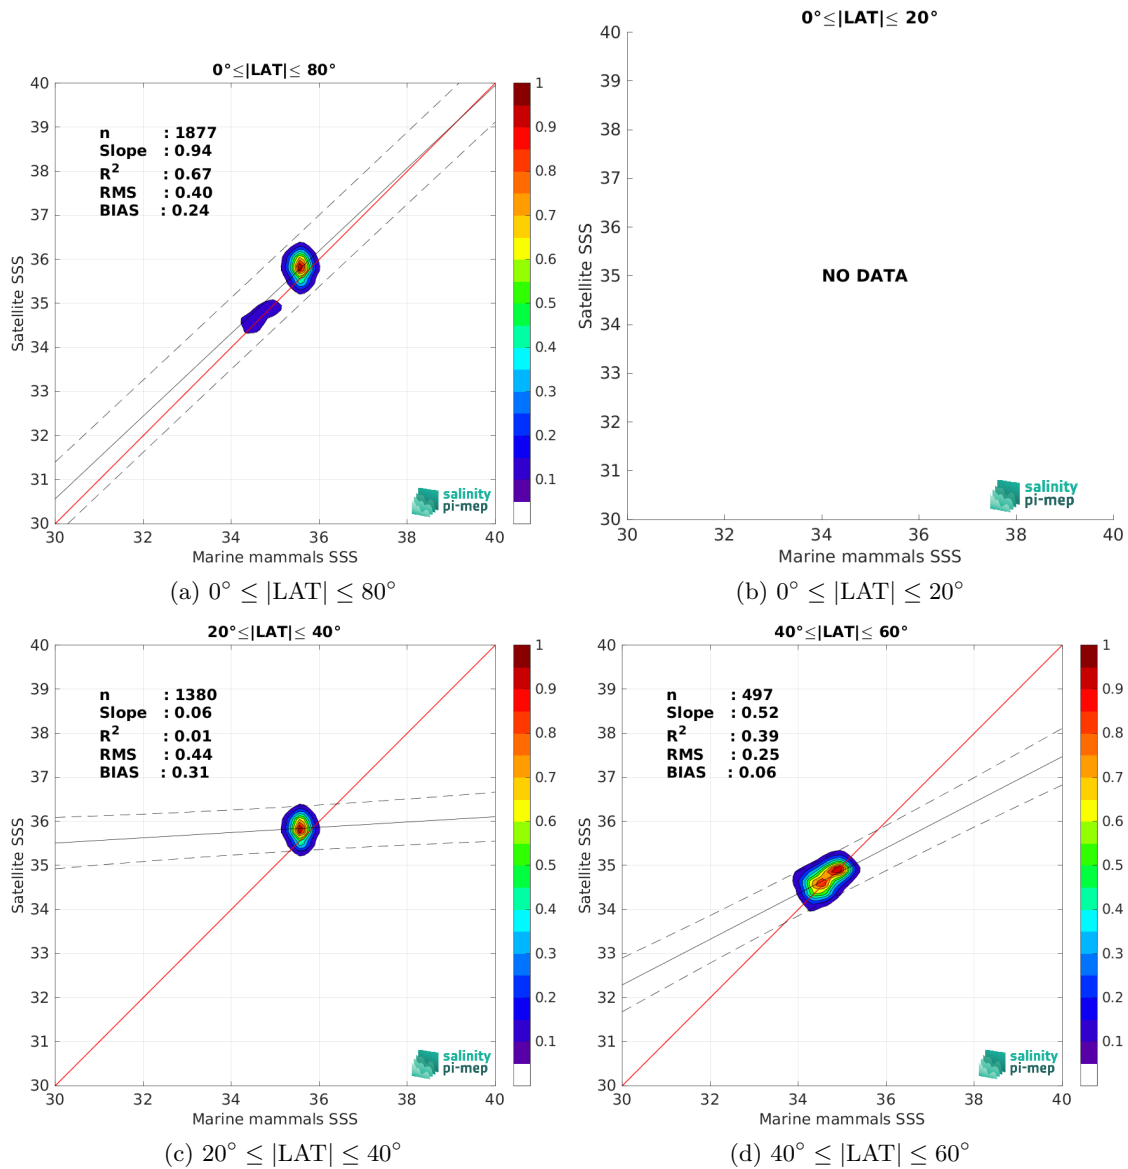 0°≤|LAT|≤ 80°
n : 1877
Slope : 0.94
R² : 0.67
RMS : 0.40
BIAS : 0.24
40
39
38
37
36
35
34
33
32
31
30
Satellite SSS
30 32 34 36 38 40
Marine mammals SSS
1
0.9
0.8
0.7
0.6
0.5
0.4
0.3
0.2
0.1
salinity
pi-mep
(a) 0° ≤ |LAT| ≤ 80°
0°≤|LAT|≤ 20°
40
39
38
37
36
35
34
33
32
31
30
Satellite SSS
NO DATA
30 32 34 36 38 40
Marine mammals SSS
salinity
pi-mep
(b) 0° ≤ |LAT| ≤ 20°
20°≤|LAT|≤ 40°
n : 1380
Slope : 0.06
R² : 0.01
RMS : 0.44
BIAS : 0.31
40
39
38
37
36
35
34
33
32
31
30
Satellite SSS
30 32 34 36 38 40
Marine mammals SSS
1
0.9
0.8
0.7
0.6
0.5
0.4
0.3
0.2
0.1
salinity
pi-mep
(c) 20° ≤ |LAT| ≤ 40°
40°≤|LAT|≤ 60°
n : 497
Slope : 0.52
R² : 0.39
RMS : 0.25
BIAS : 0.06
40
39
38
37
36
35
34
33
32
31
30
Satellite SSS
30 32 34 36 38 40
Marine mammals SSS
1
0.9
0.8
0.7
0.6
0.5
0.4
0.3
0.2
0.1
salinity
pi-mep
(d) 40° ≤ |LAT| ≤ 60°